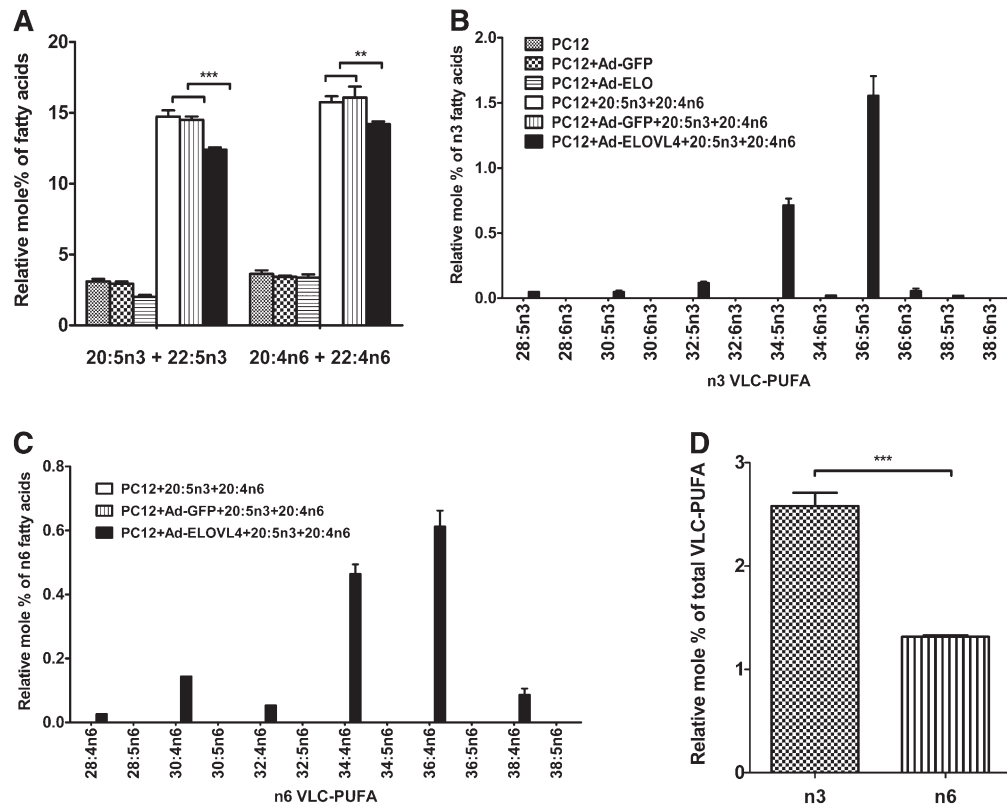 A
Relative mole% of fatty acids
20
15
10
5
0
***
**
20:5n3 + 22:5n3
20:4n6 + 22:4n6
B
Relative mole % of n3 fatty acids
2.0
1.5
1.0
0.5
0.0
PC12
PC12+Ad-GFP
PC12+Ad-ELO
PC12+20:5n3+20:4n6
PC12+Ad-GFP+20:5n3+20:4n6
PC12+Ad-ELOVL4+20:5n3+20:4n6
28:5n3
28:6n3
30:5n3
30:6n3
32:5n3
32:6n3
34:5n3
34:6n3
36:5n3
36:6n3
38:5n3
38:6n3
n3 VLC-PUFA
C
Relative mole % of n6 fatty acids
0.8
0.6
0.4
0.2
0.0
PC12+20:5n3+20:4n6
PC12+Ad-GFP+20:5n3+20:4n6
PC12+Ad-ELOVL4+20:5n3+20:4n6
28:4n6
28:5n6
30:4n6
30:5n6
32:4n6
32:5n6
34:4n6
34:5n6
36:4n6
36:5n6
38:4n6
38:5n6
n6 VLC-PUFA
D
Relative mole % of total VLC-PUFA
3
2
1
0
***
n3
n6